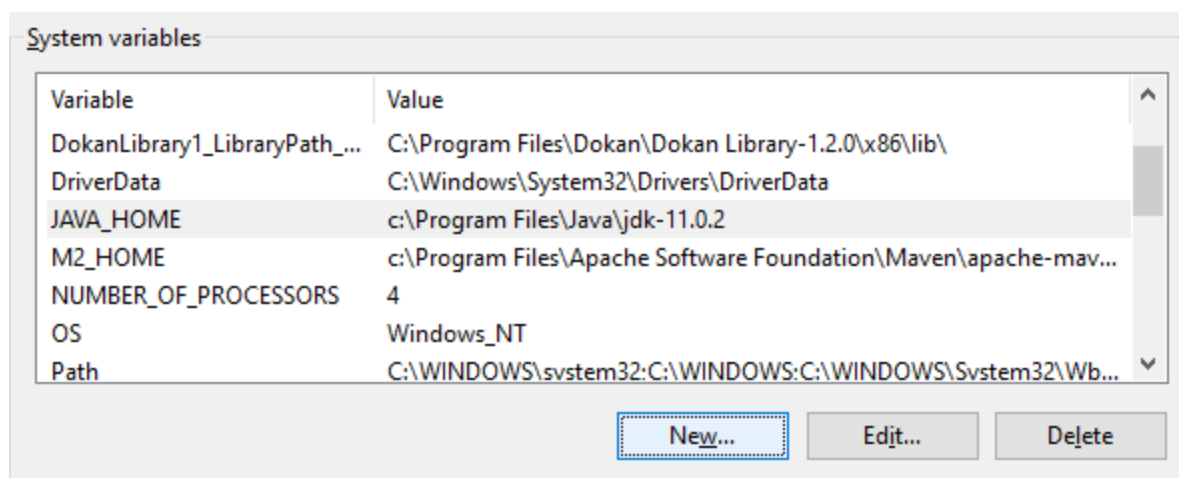 System variables
Variable Value
DokanLibrary1_LibraryPath_... C:\Program Files\Dokan\Dokan Library-1.2.0\x86\lib\
DriverData C:\Windows\System32\Drivers\DriverData
JAVA_HOME c:\Program Files\Java\jdk-11.0.2
M2_HOME c:\Program Files\Apache Software Foundation\Maven\apache-mav...
NUMBER_OF_PROCESSORS 4
OS Windows_NT
Path C:\WINDOWS\system32;C:\WINDOWS;C:\WINDOWS\System32\Wb...
New... Edit... Delete